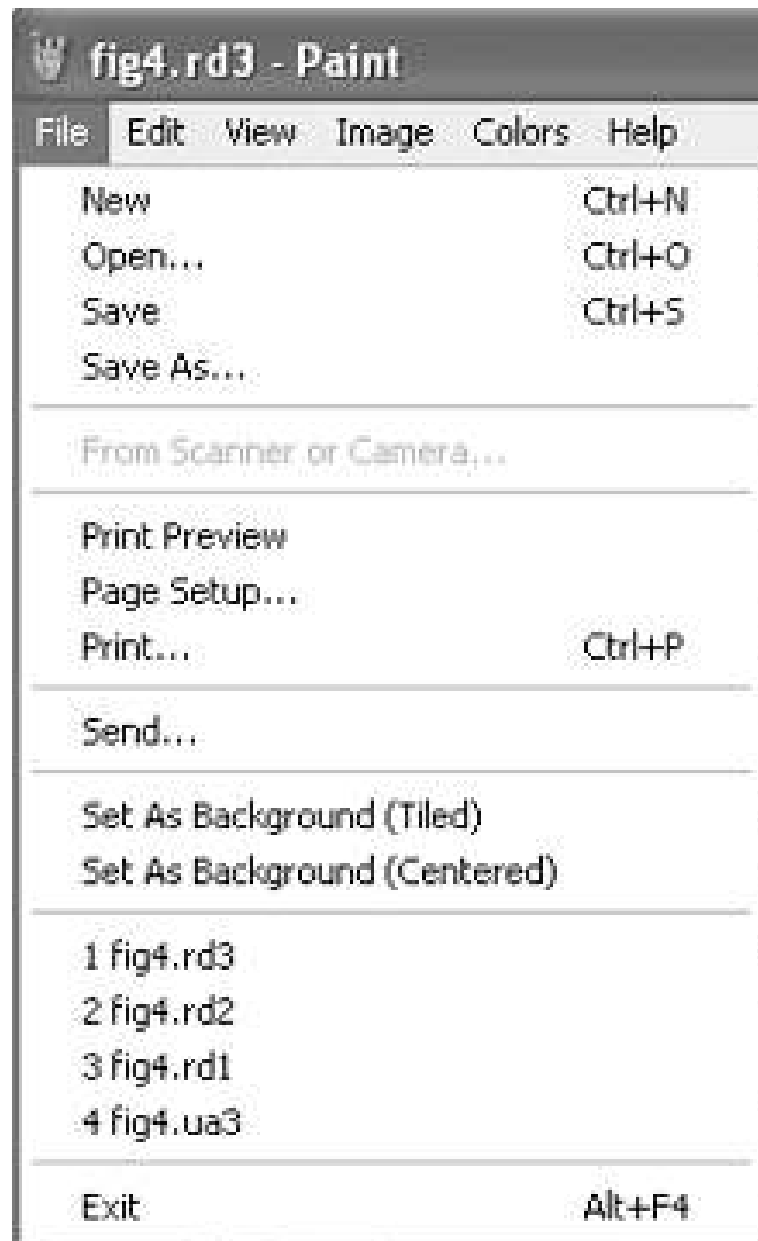 fig4.rd3 - Paint
File Edit View Image Colors Help
New Ctrl+N
Open... Ctrl+O
Save Ctrl+S
Save As...
From Scanner or Camera...
Print Preview
Page Setup...
Print... Ctrl+P
Send...
Set As Background (Tiled)
Set As Background (Centered)
1 fig4.rd3
2 fig4.rd2
3 fig4.rd1
4 fig4.ua3
Exit Alt+F4